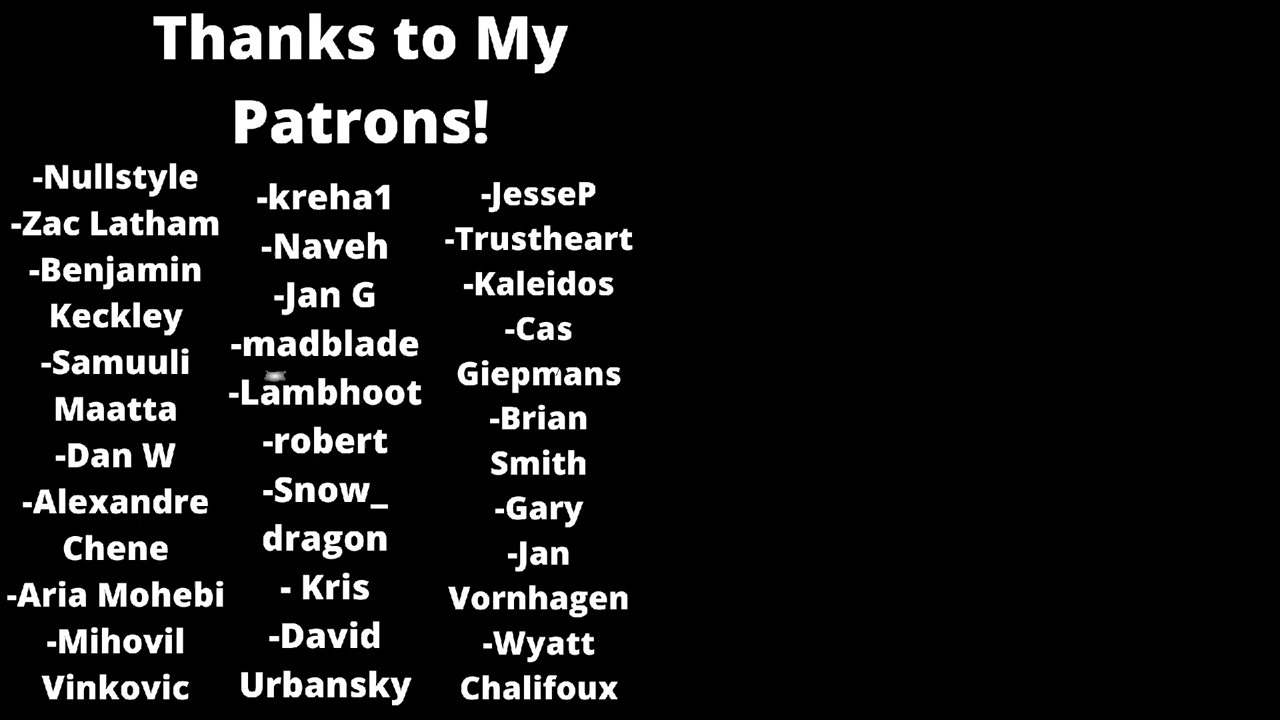 Thanks to My
Patrons!
-Nullstyle
-Zac Latham
-Benjamin
Keckley
-Samuuli
Maatta
-Dan W
-Alexandre
Chene
-Aria Mohebi
-Mihovil
Vinkovic
-kreha1
-Naveh
-Jan G
-madblade
-Lambhoot
-robert
-Snow_
dragon
- Kris
-David
Urbansky
-JesseP
-Trustheart
-Kaleidos
-Cas
Giepmans
-Brian
Smith
-Gary
-Jan
Vornhagen
-Wyatt
Chalifoux